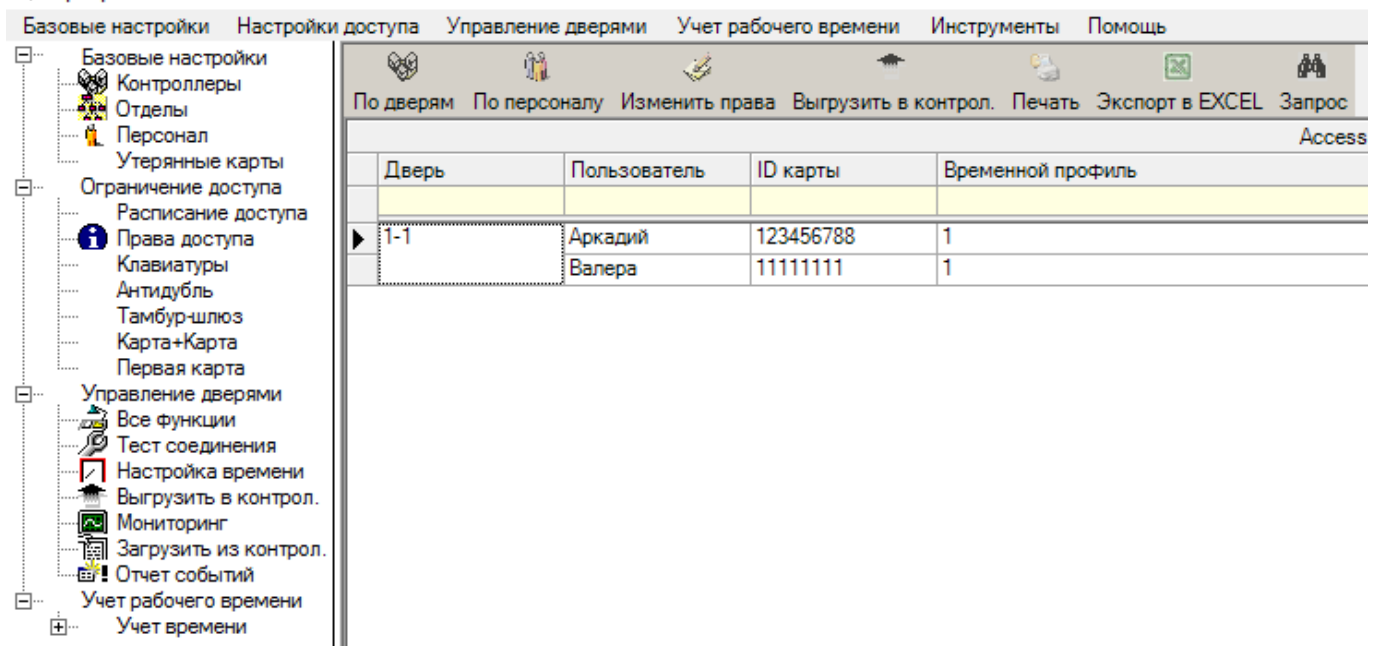 Базовые настройки Настройки доступа Управление дверями Учет рабочего времени Инструменты Помощь
Базовые настройки
Контроллеры
Отделы
Персонал
Утерянные карты
Ограничение доступа
Расписание доступа
Права доступа
Клавиатуры
Антидубль
Тамбур-шлюз
Карта+Карта
Первая карта
Управление дверями
Все функции
Тест соединения
Настройка времени
Выгрузить в контрол.
Мониторинг
Загрузить из контрол.
Отчет событий
Учет рабочего времени
Учет времени
По дверям По персоналу Изменить права Выгрузить в контрол. Печать Экспорт в EXCEL Запрос
Access
Дверь Пользователь ID карты Временной профиль
1-1 Аркадий 123456788 1
Валера 11111111 1